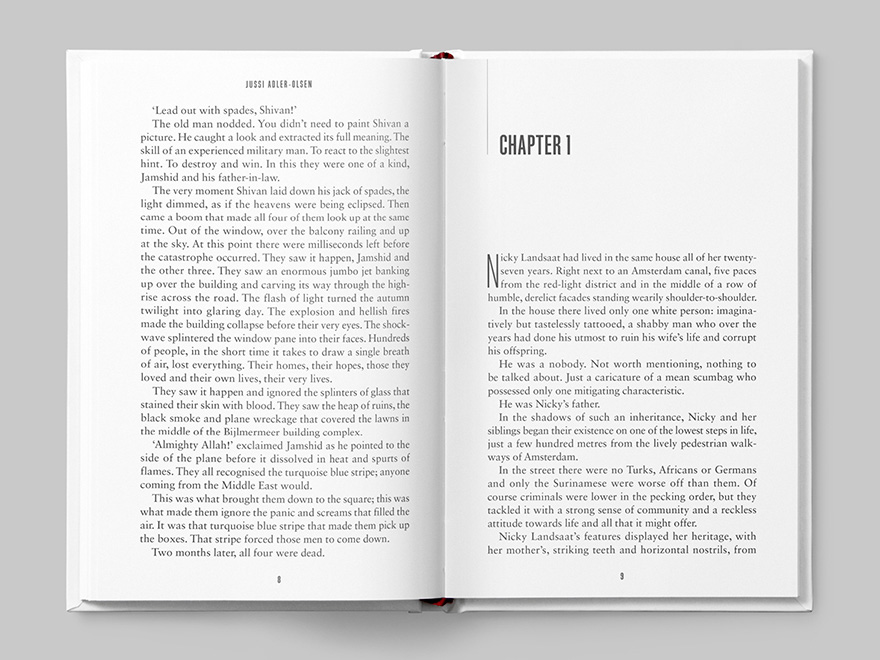 JUSSI ADLER-OLSEN
‘Lead out with spades, Shivan!’
The old man nodded. You didn’t need to paint Shivan a
picture. He caught a look and extracted its full meaning. The
skill of an experienced military man. To react to the slightest
hint. To destroy and win. In this they were one of a kind,
Jamshid and his father-in-law.
The very moment Shivan laid down his jack of spades, the
light dimmed, as if the heavens were being eclipsed. Then
came a boom that made all four of them look up at the same
time. Out of the window, over the balcony railing and up
at the sky. At this point there were milliseconds left before
the catastrophe occurred. They saw it happen, Jamshid and
the other three. They saw an enormous jumbo jet banking
up over the building and carving its way through the high-
rise across the road. The flash of light turned the autumn
twilight into glaring day. The explosion and hellish fires
made the building collapse before their very eyes. The shock-
wave splintered the window pane into their faces. Hundreds
of people, in the short time it takes to draw a single breath
of air, lost everything. Their homes, their hopes, those they
loved and their own lives, their very lives.
They saw it happen and ignored the splinters of glass that
stained their skin with blood. They saw the heap of ruins, the
black smoke and plane wreckage that covered the lawns in
the middle of the Bijlmermeer building complex.
‘Almighty Allah!’ exclaimed Jamshid as he pointed to the
side of the plane before it dissolved in heat and spurts of
flames. They all recognised the turquoise blue stripe; anyone
coming from the Middle East would.
This was what brought them down to the square; this was
what made them ignore the panic and screams that filled the
air. It was that turquoise blue stripe that made them pick up
the boxes. That stripe forced those men to come down.
Two months later, all four were dead.
8
CHAPTER 1
Nicky Landsaat had lived in the same house all of her twenty-
seven years. Right next to an Amsterdam canal, five paces
from the red-light district and in the middle of a row of
humble, derelict facades standing wearily shoulder-to-shoulder.
In the house there lived only one white person: imagina-
tively but tastelessly tattooed, a shabby man who over the
years had done his utmost to ruin his wife’s life and corrupt
his offspring.
He was a nobody. Not worth mentioning, nothing to
be talked about. Just a caricature of a mean scumbag who
possessed only one mitigating characteristic.
He was Nicky’s father.
In the shadows of such an inheritance, Nicky and her
siblings began their existence on one of the lowest steps in life,
just a few hundred metres from the lively pedestrian walk-
ways of Amsterdam.
In the street there were no Turks, Africans or Germans
and only the Surinamese were worse off than them. Of
course criminals were lower in the pecking order, but they
tackled it with a strong sense of community and a reckless
attitude towards life and all that it might offer.
Nicky Landsaat’s features displayed her heritage, with
her mother’s, striking teeth and horizontal nostrils, from
9